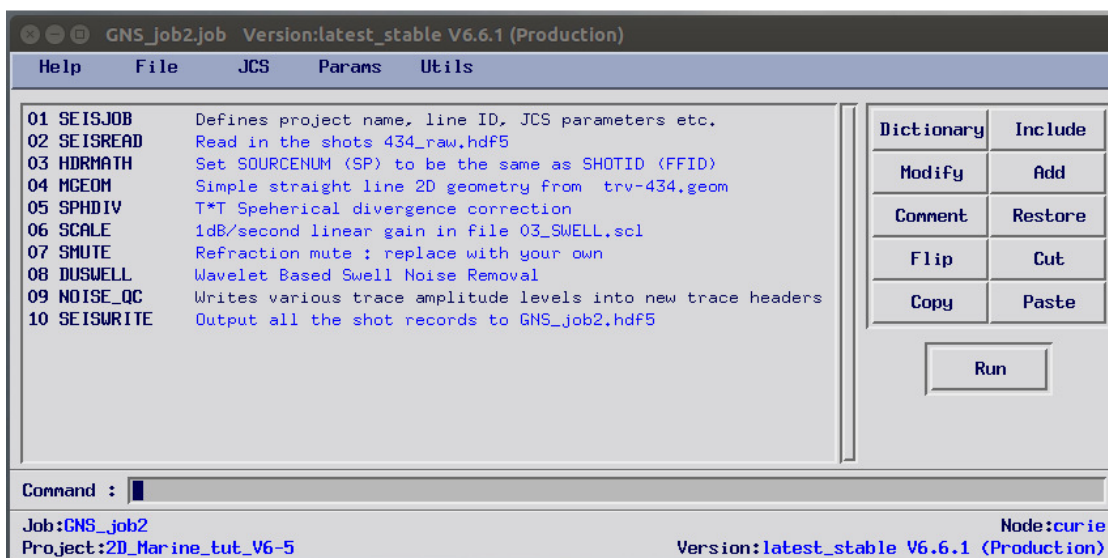 GNS_job2.job Version:latest_stable V6.6.1 (Production)
Help File JCS Params Utils
01 SEISJOB Defines project name, line ID, JCS parameters etc.
02 SEISREAD Read in the shots 434_raw.hdf5
03 HDRMATH Set SOURCENUM (SP) to be the same as SHOTID (FFID)
04 MGEOM Simple straight line 2D geometry from trv-434.geom
05 SPHDIV T*T Speherical divergence correction
06 SCALE 1dB/second linear gain in file 03_SWELL.scl
07 SMUTE Refraction mute : replace with your own
08 DUSWELL Wavelet Based Swell Noise Removal
09 NOISE_QC Writes various trace amplitude levels into new trace headers
10 SEISWRITE Output all the shot records to GNS_job2.hdf5
Dictionary Include
Modify Add
Comment Restore
Flip Cut
Copy Paste
Run
Command :
Job:GNS_job2 Node:curie
Project:2D_Marine_tut_V6-5 Version:latest_stable V6.6.1 (Production)